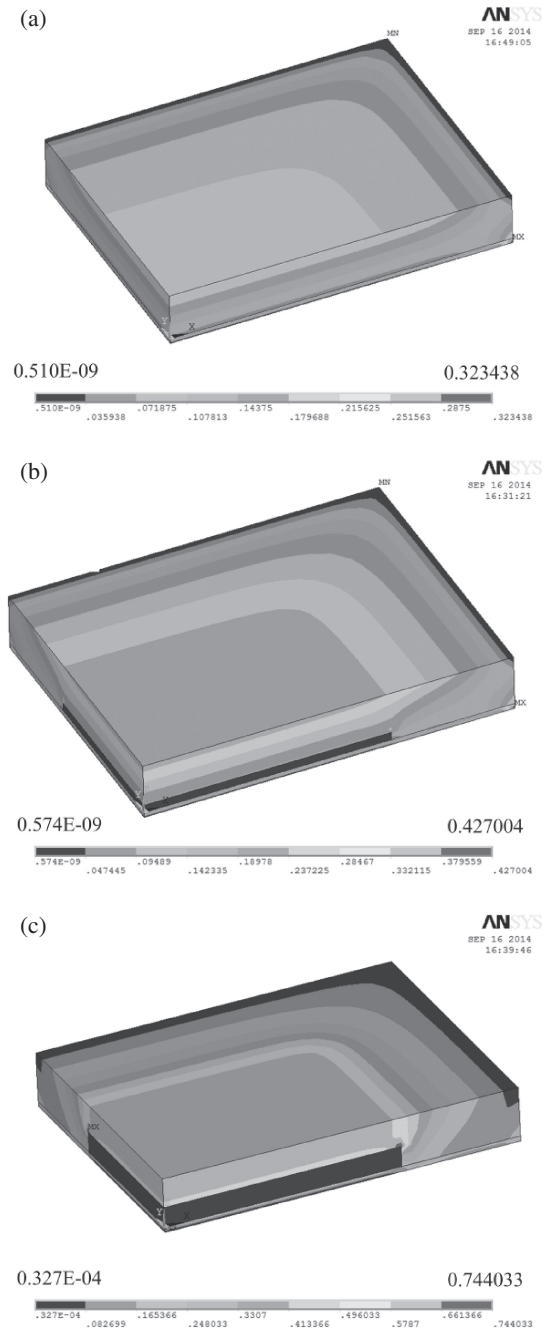 (a)
ANSYS
SEP 16 2014
16:49:05
MN
MX
Y
X
0.510E-09 0.323438
.510E-09 .071875 .14375 .215625 .2875
.035938 .107813 .179688 .251563 .323438
(b)
ANSYS
SEP 16 2014
16:31:21
MN
MX
0.574E-09 0.427004
.574E-09 .09489 .18978 .28467 .379559
.047445 .142335 .237225 .332115 .427004
(c)
ANSYS
SEP 16 2014
16:39:46
MX
Y
X
0.327E-04 0.744033
.327E-04 .165366 .3307 .496033 .661366
.082699 .248033 .413366 .5787 .744033